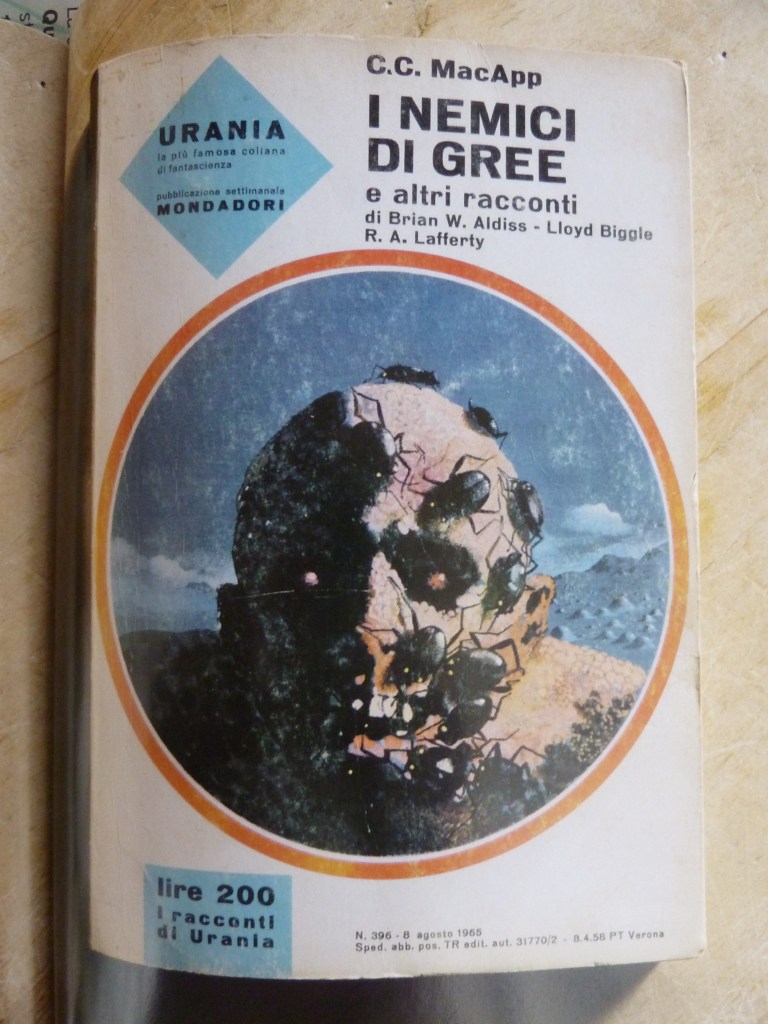 URANIA
la più famosa collana
di fantascienza
pubblicazione settimanale
MONDADORI
C.C. MacApp
I NEMICI
DI GREE
e altri racconti
di Brian W. Aldiss - Lloyd Biggle
R. A. Lafferty
lire 200
i racconti
di Urania
N. 396 - 8 agosto 1965
Sped. abb. pos. TR edit. aut. 31770/2 - 8.4.56 PT Verona